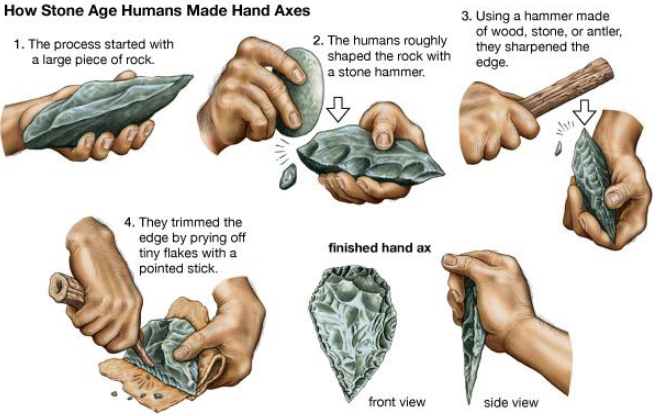 How Stone Age Humans Made Hand Axes
1. The process started with
a large piece of rock.
2. The humans roughly
shaped the rock with
a stone hammer.
3. Using a hammer made
of wood, stone, or antler,
they sharpened the
edge.
4. They trimmed the
edge by prying off
tiny flakes with a
pointed stick.
finished hand ax
front view
side view